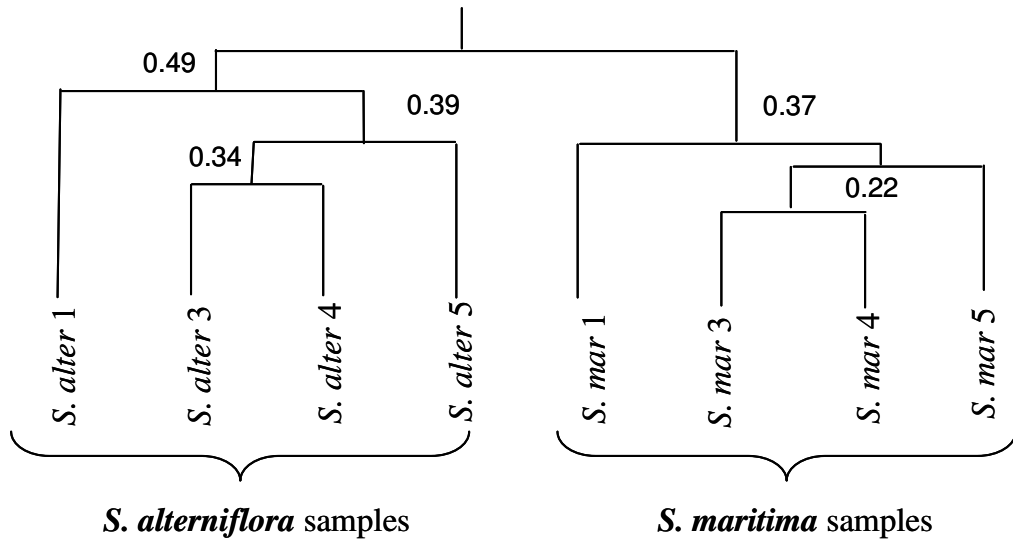 0.49
0.39
0.37
0.34
0.22
S. alter 1
S. alter 3
S. alter 4
S. alter 5
S. mar 1
S. mar 3
S. mar 4
S. mar 5
S. alterniflora samples
S. maritima samples